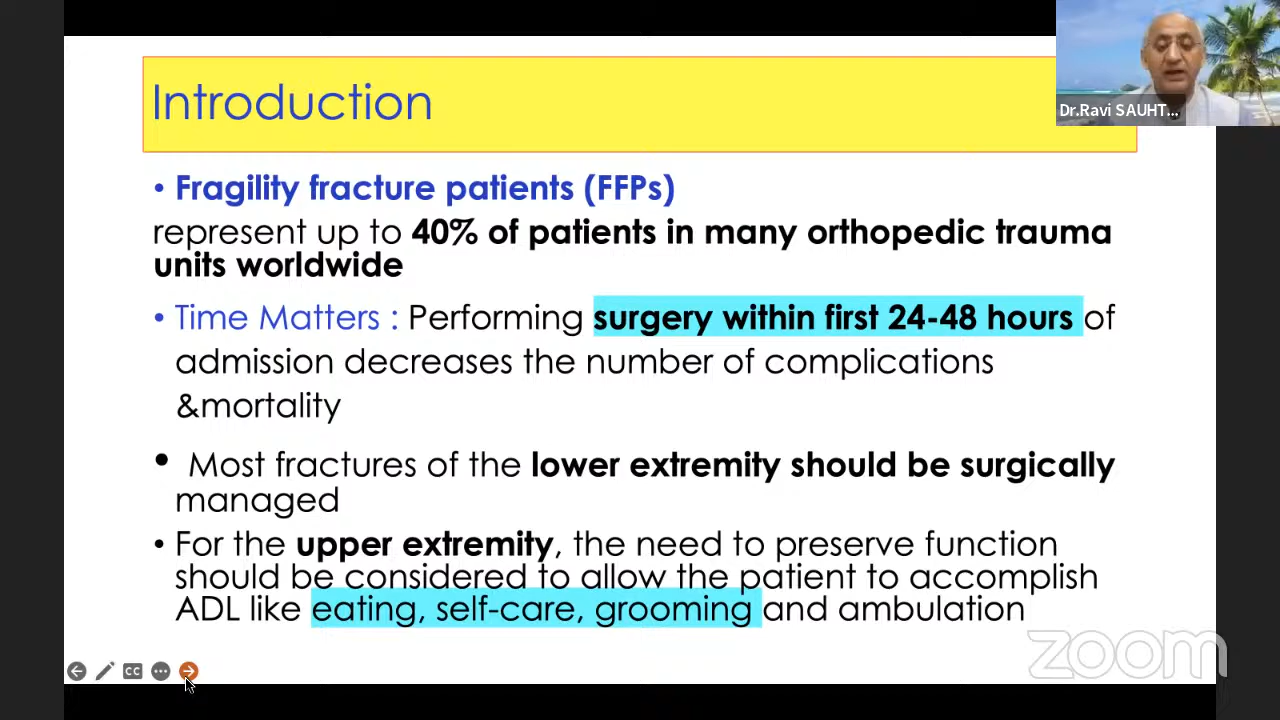 Introduction
Dr.Ravi SAUHT...
• Fragility fracture patients (FFPs)
represent up to 40% of patients in many orthopedic trauma
units worldwide
• Time Matters : Performing surgery within first 24-48 hours of
admission decreases the number of complications
&mortality
• Most fractures of the lower extremity should be surgically
managed
• For the upper extremity, the need to preserve function
should be considered to allow the patient to accomplish
ADL like eating, self-care, grooming and ambulation
zoom
CC